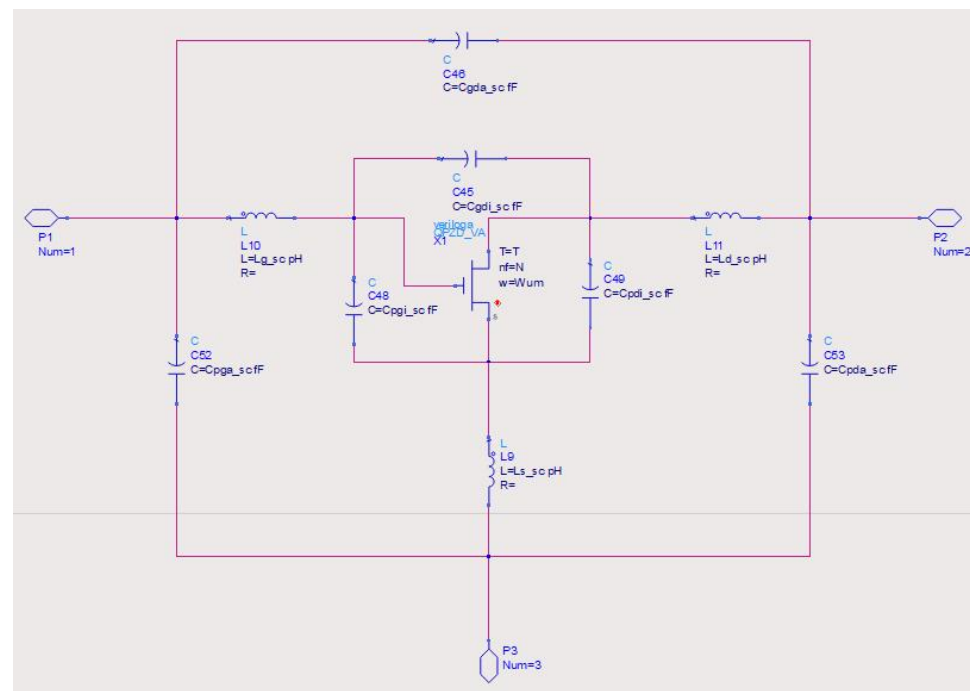 C
C46
C=Cgda_sc fF
C
C45
C=Cgdi_sc fF
P1
Num=1
L
L10
L=Lg_sc pH
R=
veriloga
QPZD_VA
X1
T=T
nf=N
w=Wum
L
L11
L=Ld_sc pH
R=
P2
Num=2
C
C48
C=Cpgi_sc fF
C
C49
C=Cpdi_sc fF
S
C
C52
C=Cpga_sc fF
C
C53
C=Cpda_sc fF
L
L9
L=Ls_sc pH
R=
P3
Num=3